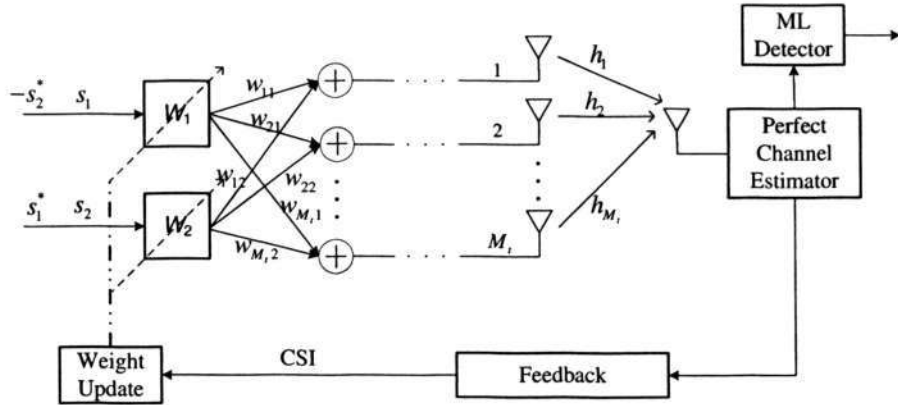 ML
Detector
1
h₁
w₁₁
-s₂* s₁
W₁
2
h₂
w₂₁
Perfect
Channel
Estimator
w₁₂
w₂₂
s₁* s₂
W₂
w_{M_t1}
h_{M_t}
w_{M_t2}
M_t
Weight
Update
CSI
Feedback